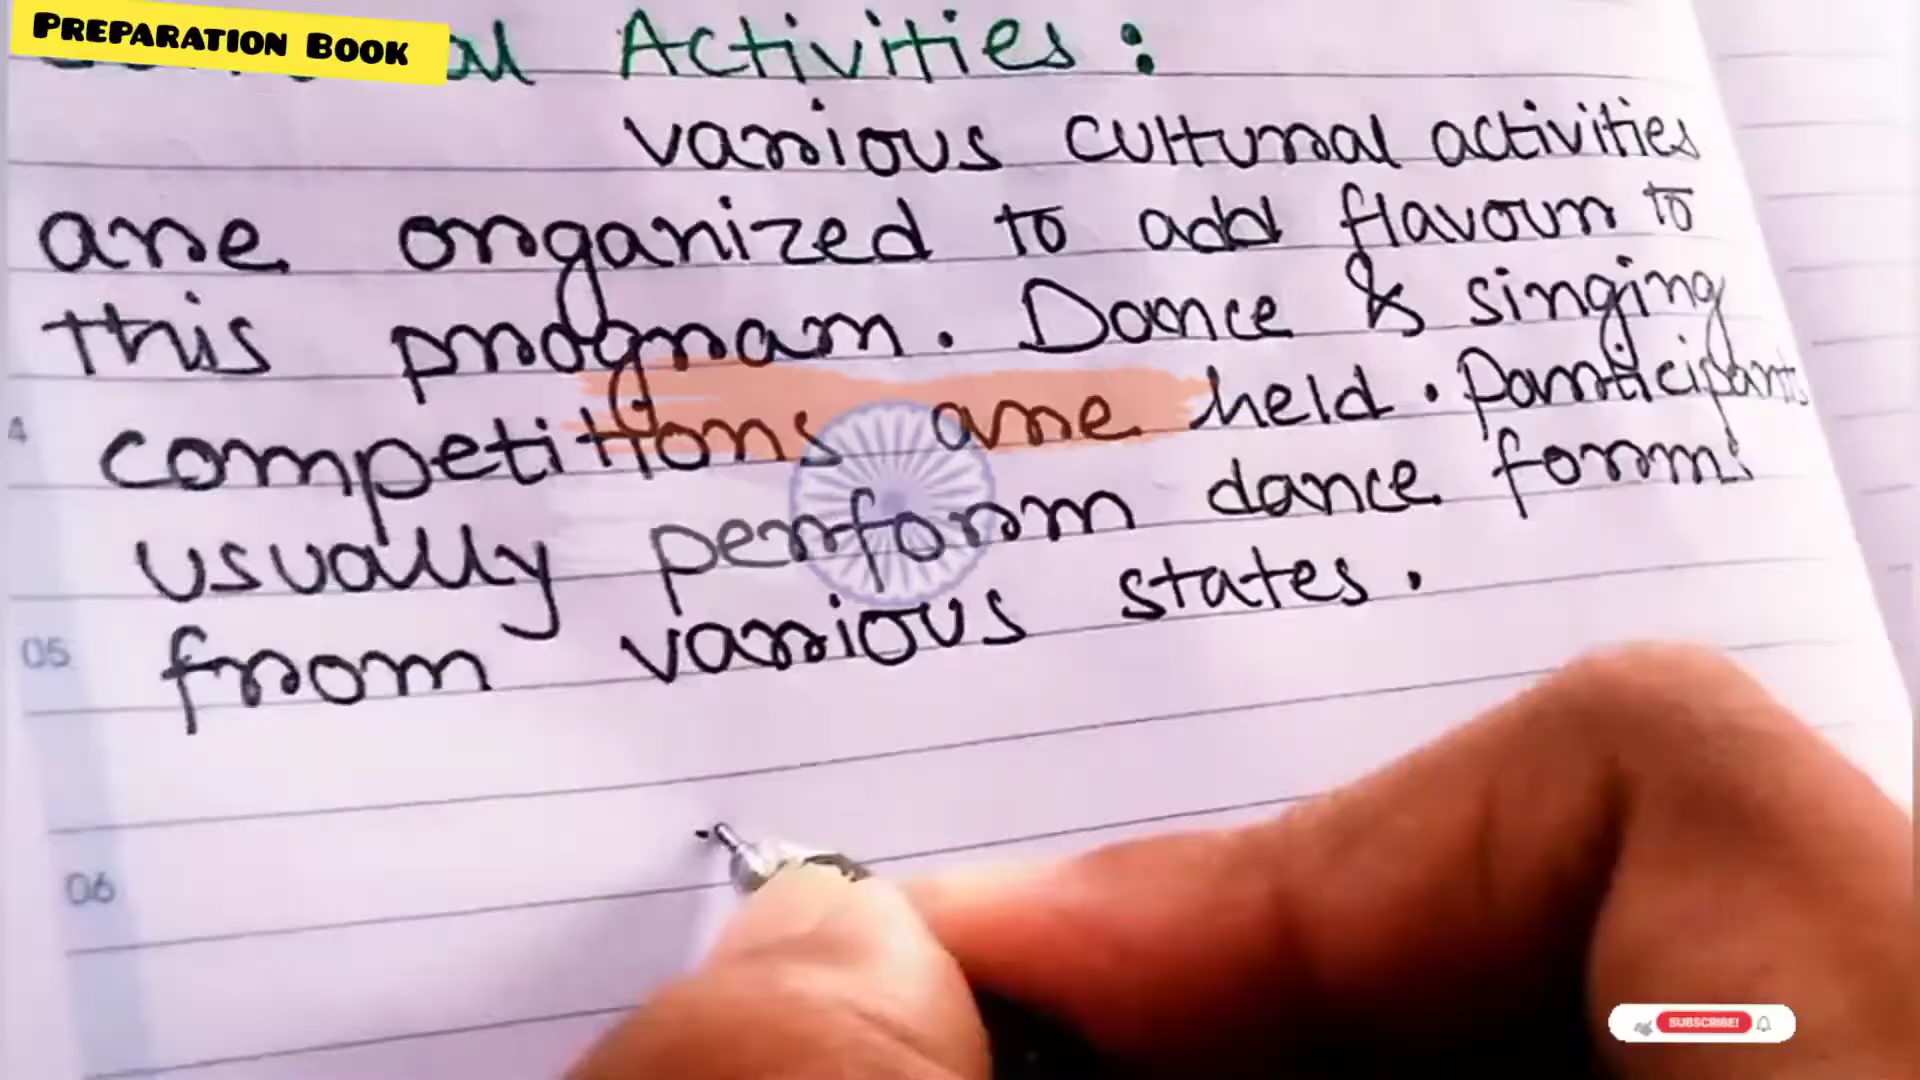 PREPARATION BOOK
Activities:
various cultural activities
are organized to add flavour to
this program. Dance & singing
competitions are held. Participants
usually perform dance forms
from various states.
4
05
06
SUBSCRIBE!